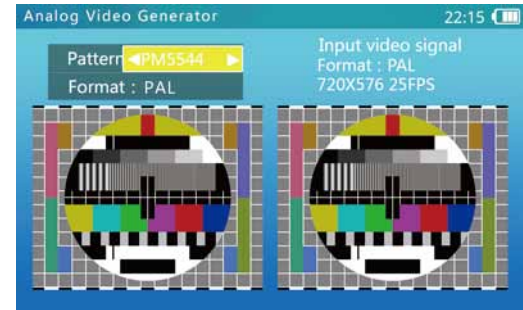 Analog Video Generator
22:15
Pattern PM5544
Format : PAL
Input video signal
Format : PAL
720X576 25FPS